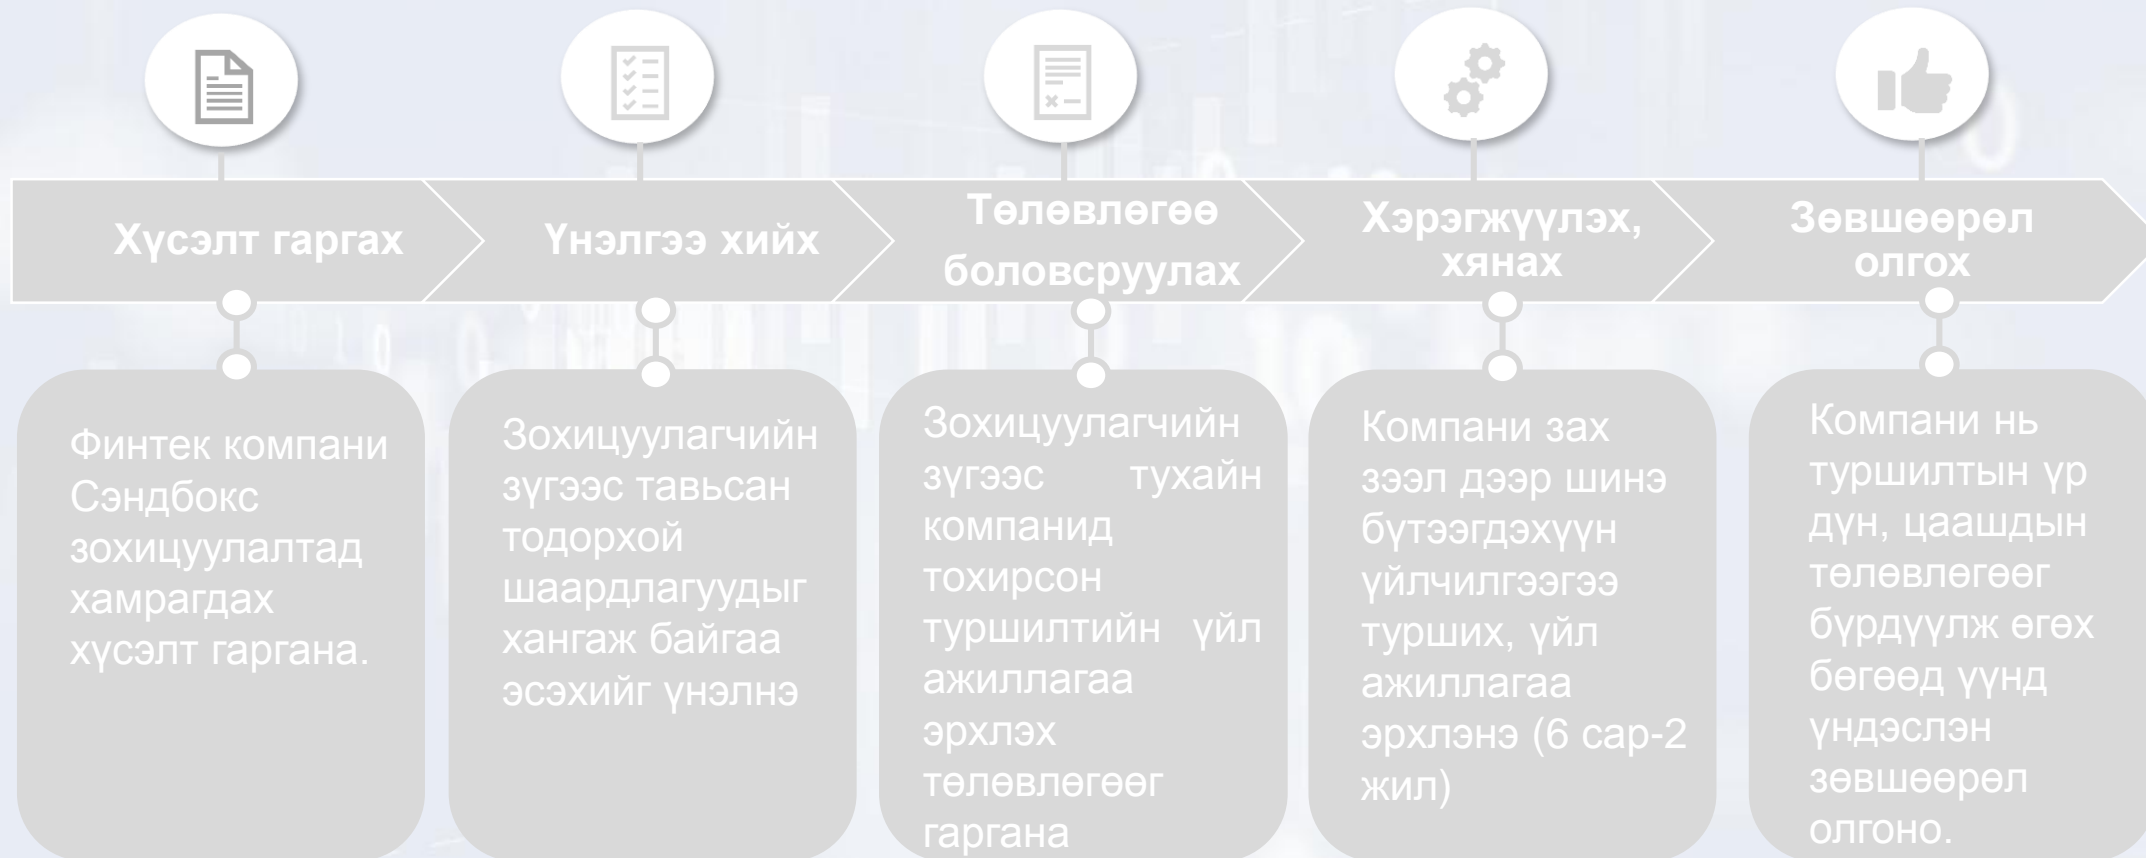 Хүсэлт гаргах
Үнэлгээ хийх
Төлөвлөгөө
боловсруулах
Хэрэгжүүлэх,
хянах
Зөвшөөрөл
олгох
Финтек компани
Сэндбокс
зохицуулалтад
хамрагдах
хүсэлт гаргана.
Зохицуулагчийн
зүгээс тавьсан
тодорхой
шаардлагуудыг
хангаж байгаа
эсэхийг үнэлнэ
Зохицуулагчийн
зүгээс тухайн
компанид
тохирсон
туршилтийн үйл
ажиллагаа
эрхлэх
төлөвлөгөөг
гаргана
Компани зах
зээл дээр шинэ
бүтээгдэхүүн
үйлчилгээгээ
турших, үйл
ажиллагаа
эрхлэнэ (6 сар-2
жил)
Компани нь
туршилтын үр
дүн, цаашдын
төлөвлөгөөг
бүрдүүлж өгөх
бөгөөд үүнд
үндэслэн
зөвшөөрөл
олгоно.